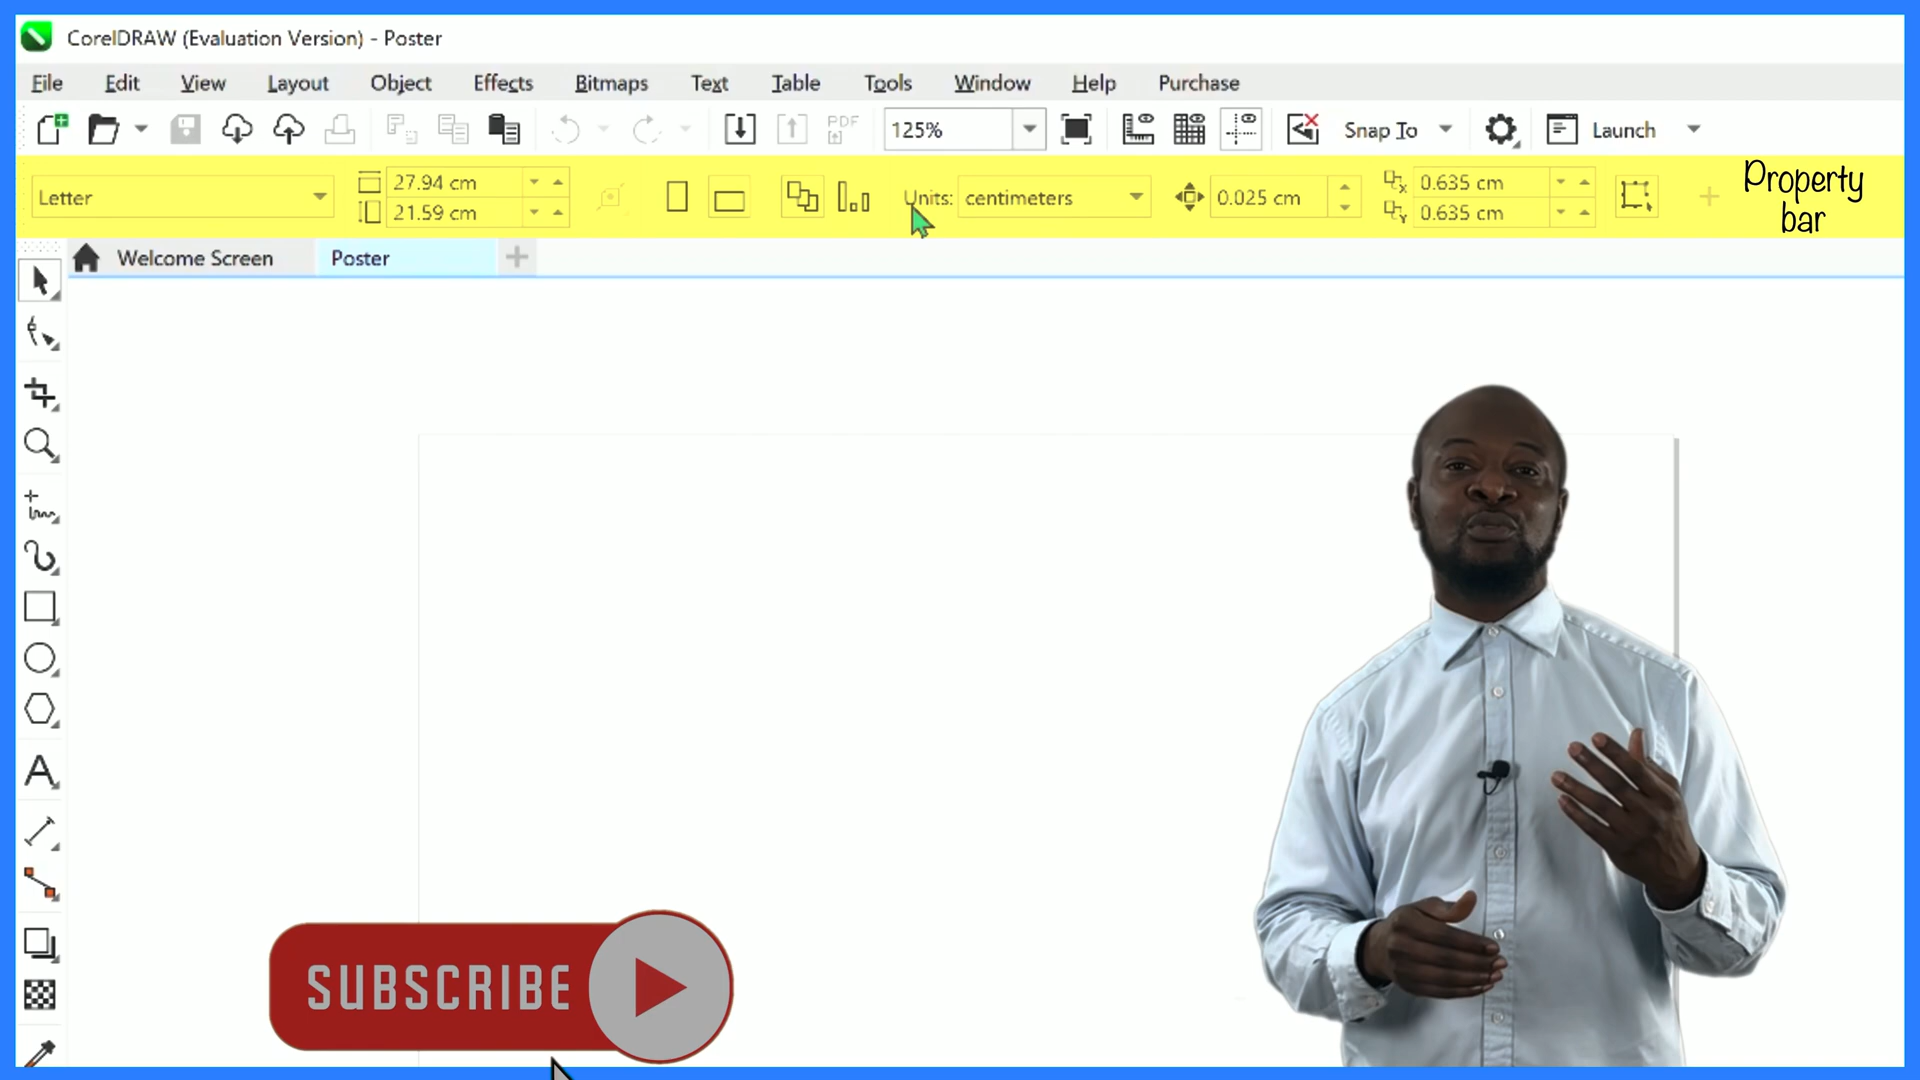 CorelDRAW (Evaluation Version) - Poster
File Edit View Layout Object Effects Bitmaps Text Table Tools Window Help Purchase
PDF 125% Snap To Launch
Letter 27.94 cm 21.59 cm Units: centimeters 0.025 cm 0.635 cm 0.635 cm
Property
bar
Welcome Screen Poster
SUBSCRIBE